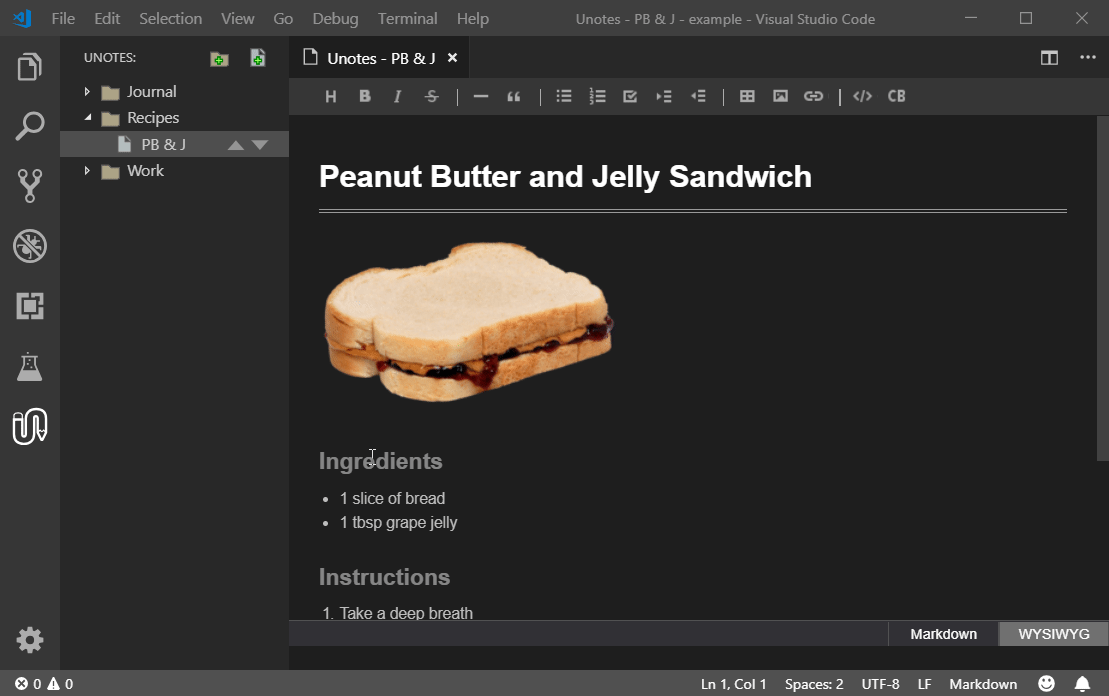 File Edit Selection View Go Debug Terminal Help Unotes - PB & J - example - Visual Studio Code
UNOTES:
Journal
Recipes
PB & J
Work
Unotes - PB & J
H B I S “ </> CB
Peanut Butter and Jelly Sandwich
Ingredients
• 1 slice of bread
• 1 tbsp grape jelly
Instructions
1. Take a deep breath
Markdown WYSIWYG
0 0 Ln 1, Col 1 Spaces: 2 UTF-8 LF Markdown